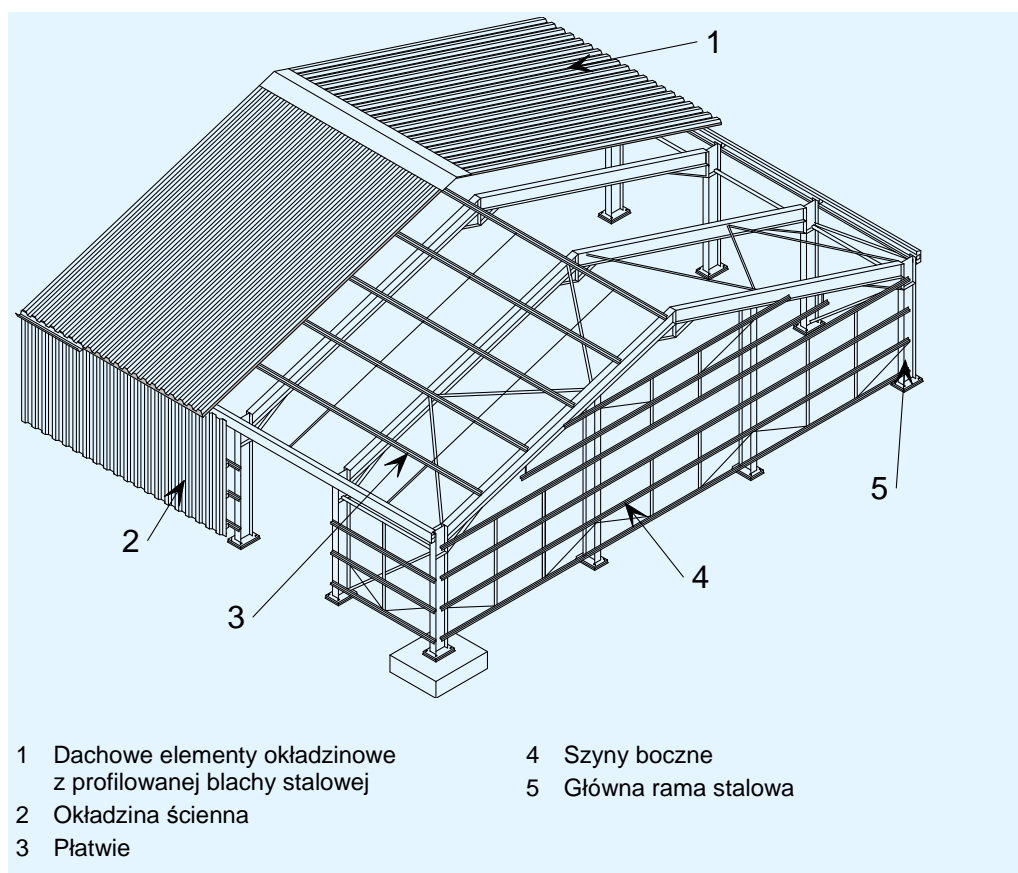 1
2
3
4
5
1 Dachowe elementy okładzinowe
z profilowanej blachy stalowej
2 Okładzina ścienna
3 Płatwie
4 Szyny boczne
5 Główna rama stalowa